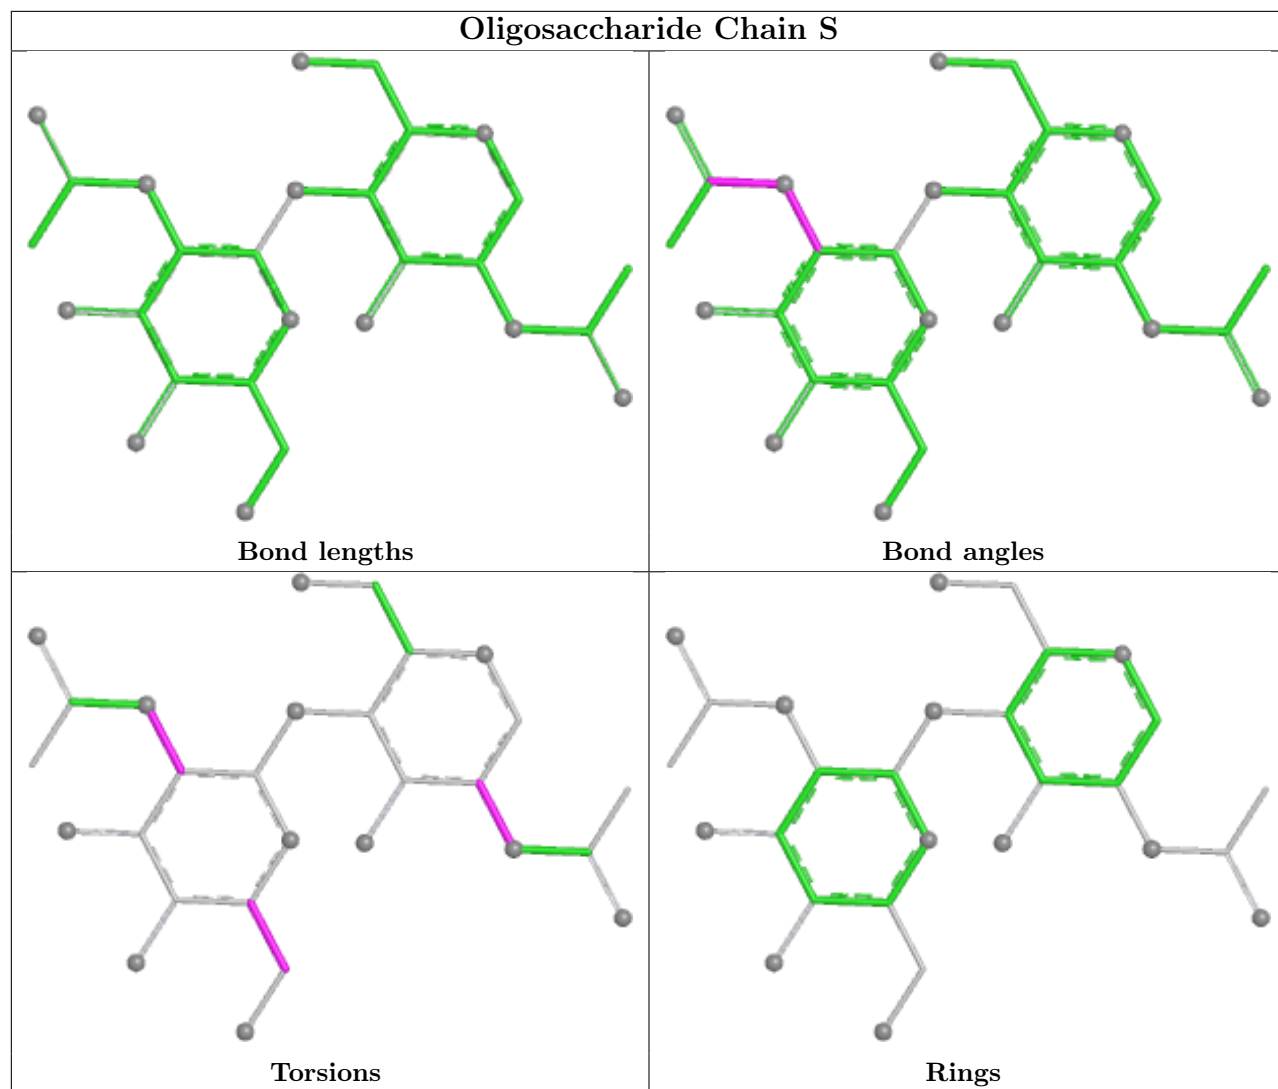 Oligosaccharide Chain S
Bond lengths
Bond angles
Torsions
Rings